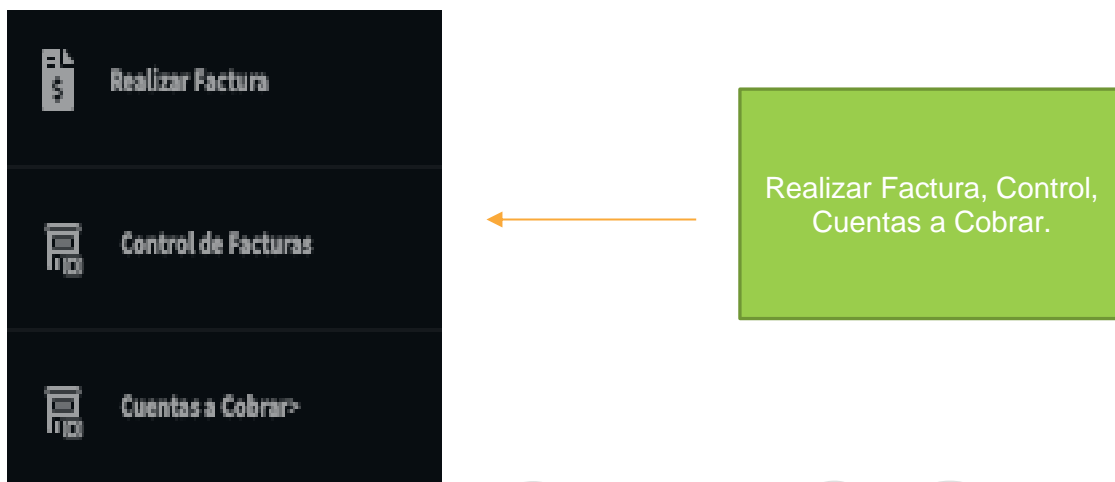 Realizar Factura
Control de Facturas
Cuentas a Cobrar>
Realizar Factura, Control,
Cuentas a Cobrar.